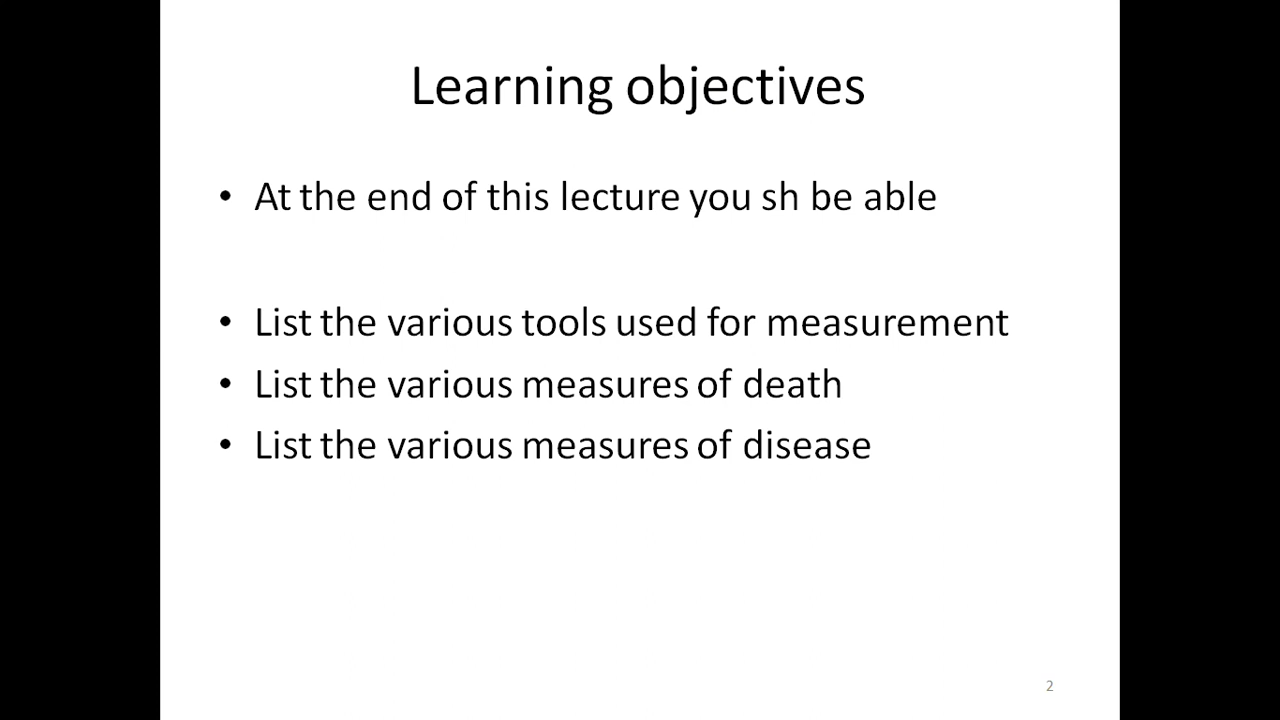 Learning objectives
• At the end of this lecture you sh be able
• List the various tools used for measurement
• List the various measures of death
• List the various measures of disease
2